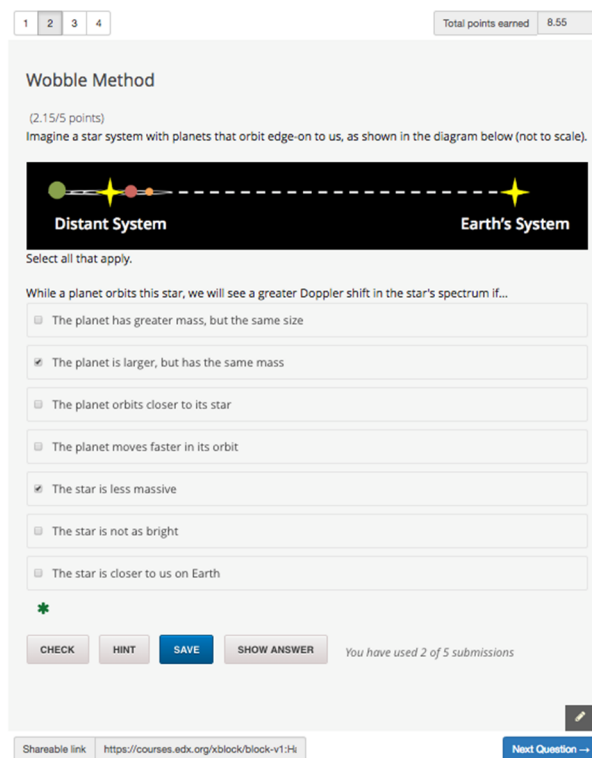 1 2 3 4 Total points earned 8.55
Wobble Method
(2.15/5 points)
Imagine a star system with planets that orbit edge-on to us, as shown in the diagram below (not to scale).
Distant System Earth's System
Select all that apply.
While a planet orbits this star, we will see a greater Doppler shift in the star's spectrum if...
The planet has greater mass, but the same size
The planet is larger, but has the same mass
The planet orbits closer to its star
The planet moves faster in its orbit
The star is less massive
The star is not as bright
The star is closer to us on Earth
CHECK HINT SAVE SHOW ANSWER You have used 2 of 5 submissions
Shareable link https://courses.edx.org/xblock/block-v1:Ha Next Question →